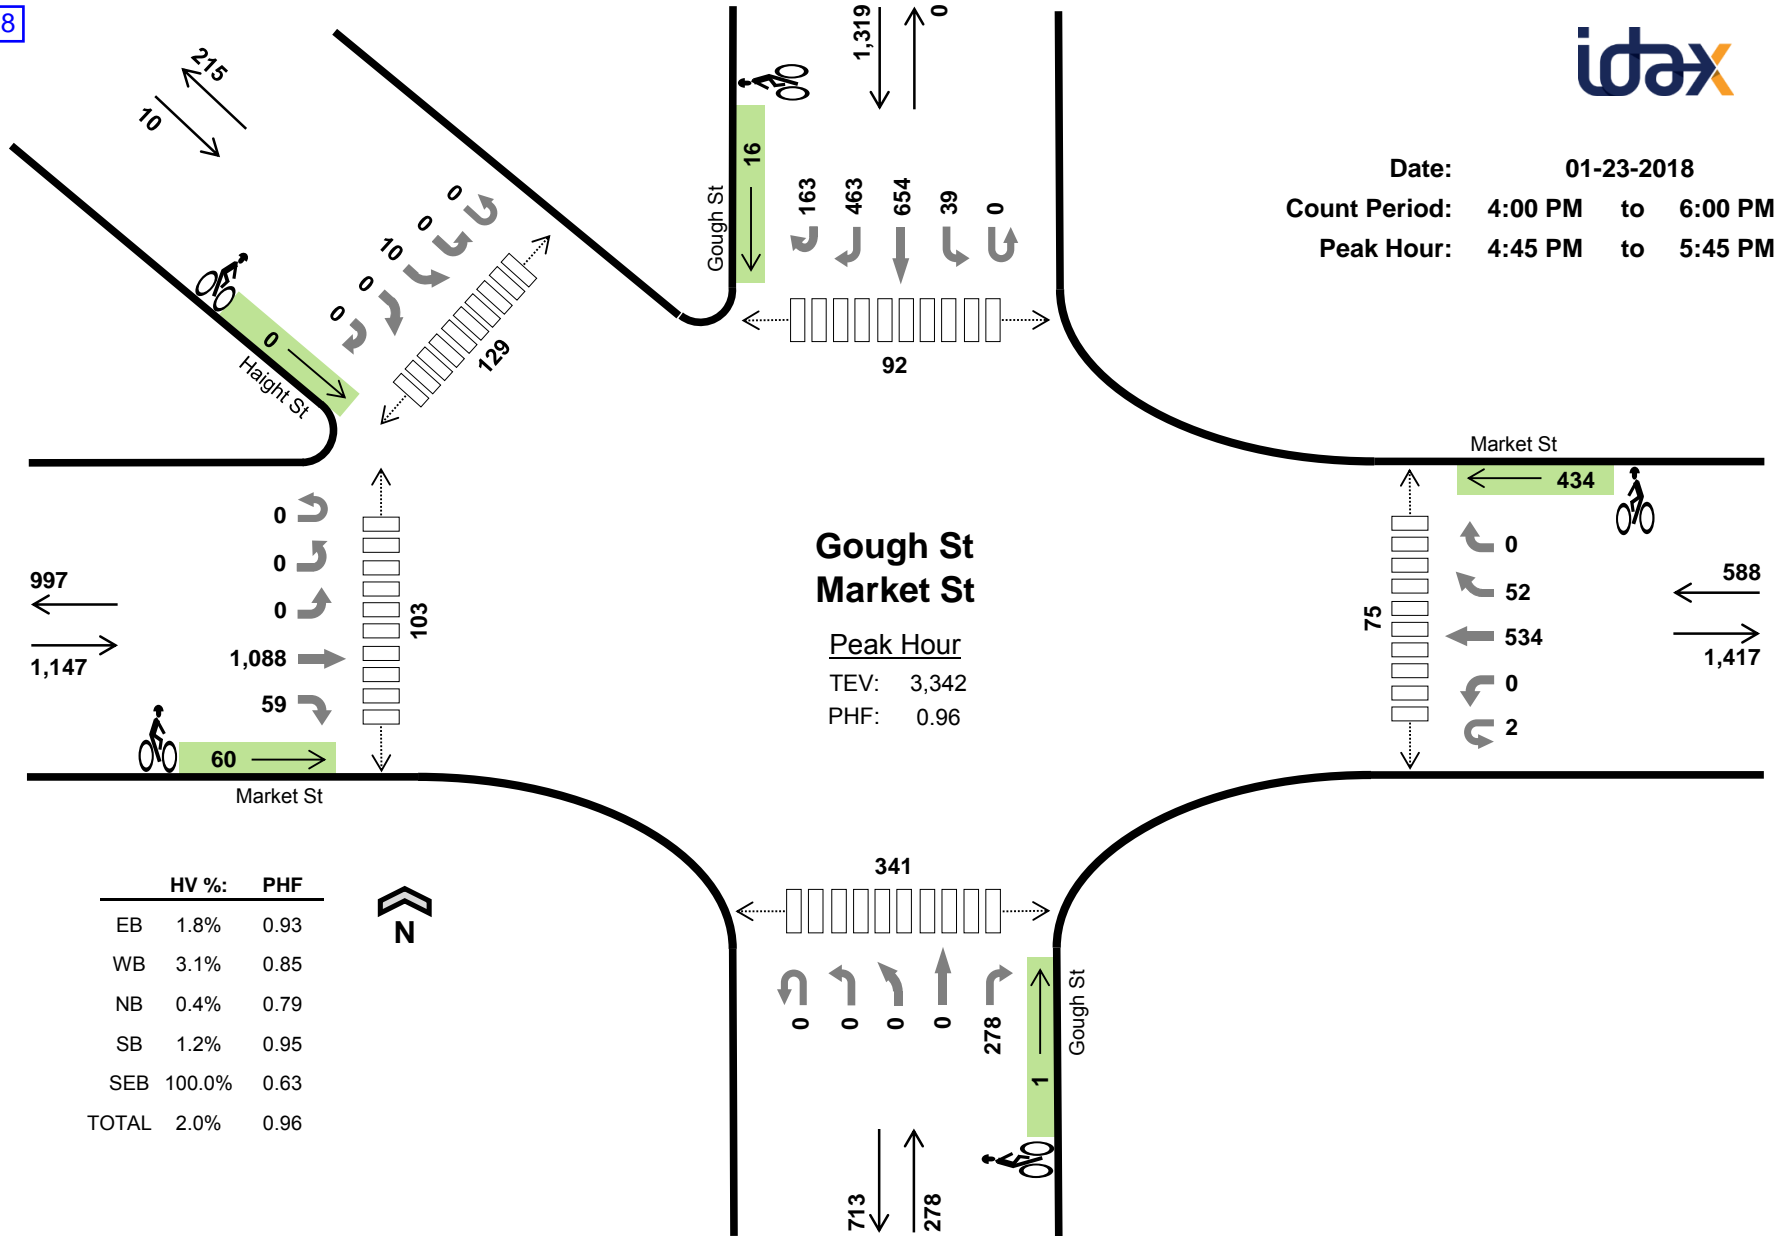 8
idax
Date: 01-23-2018
Count Period: 4:00 PM to 6:00 PM
Peak Hour: 4:45 PM to 5:45 PM
215
10
1,319
0
16
Gough St
163
463
654
39
0
92
0
0
10
0
0
129
0
Haight St
Market St
434
0
52
534
0
2
75
588
1,417
997
1,147
0
0
0
1,088
59
103
60
Market St
Gough St
Market St
Peak Hour
TEV: 3,342
PHF: 0.96
341
0
0
0
0
278
1
Gough St
713
278
HV %: PHF
EB 1.8% 0.93
WB 3.1% 0.85
NB 0.4% 0.79
SB 1.2% 0.95
SEB 100.0% 0.63
TOTAL 2.0% 0.96
N